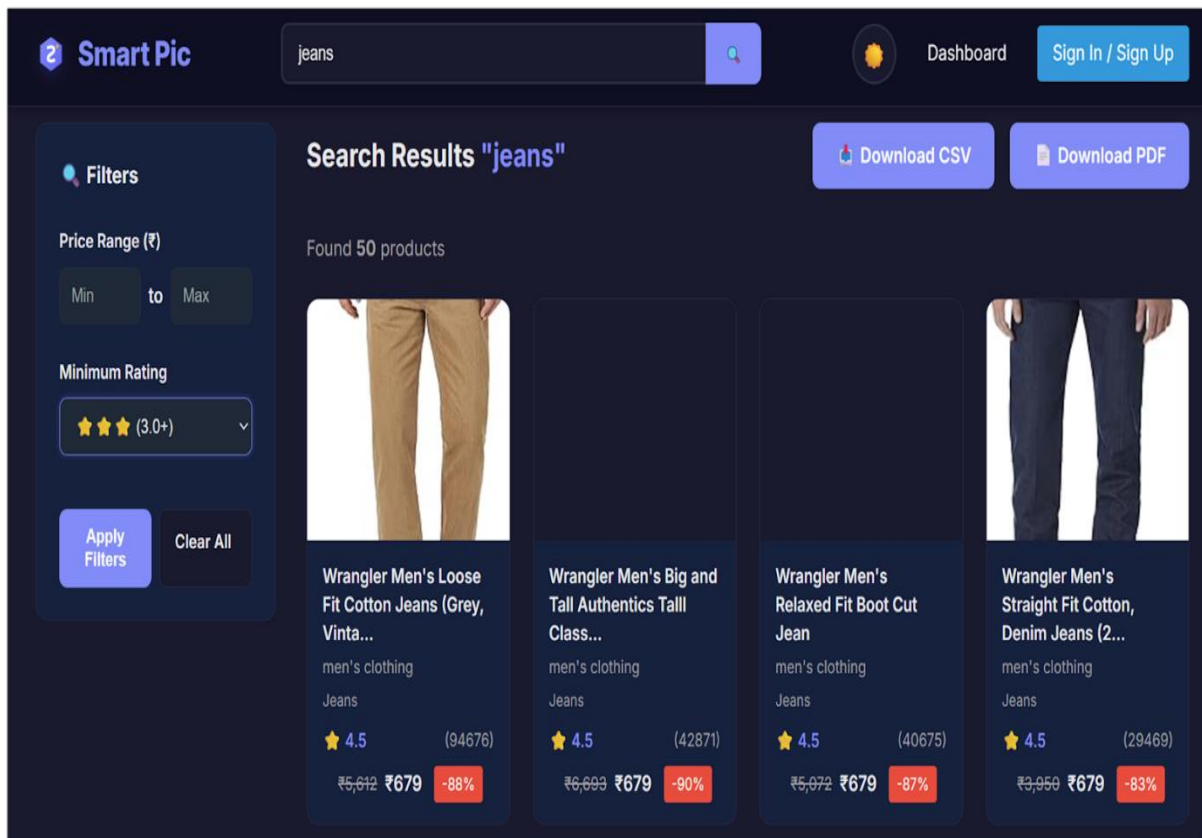 Smart Pic
jeans
Dashboard
Sign In / Sign Up
Filters
Price Range (₹)
Min to Max
Minimum Rating
(3.0+)
Apply
Filters
Clear All
Search Results "jeans"
Download CSV
Download PDF
Found 50 products
Wrangler Men's Loose
Fit Cotton Jeans (Grey,
Vinta...
men's clothing
Jeans
4.5 (94676)
₹5,612 ₹679 -88%
Wrangler Men's Big and
Tall Authentics Talll
Class...
men's clothing
Jeans
4.5 (42871)
₹6,693 ₹679 -90%
Wrangler Men's
Relaxed Fit Boot Cut
Jean
men's clothing
Jeans
4.5 (40675)
₹5,072 ₹679 -87%
Wrangler Men's
Straight Fit Cotton,
Denim Jeans (2...
men's clothing
Jeans
4.5 (29469)
₹3,950 ₹679 -83%